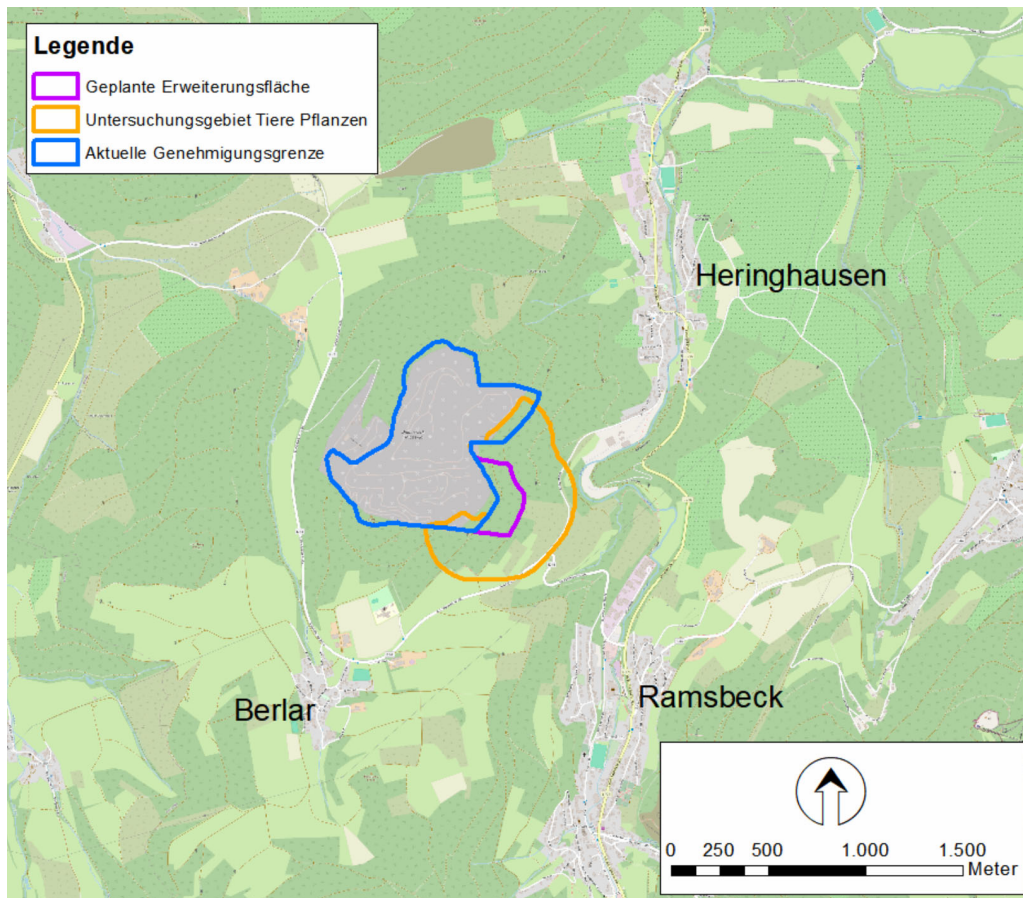 Legende
Geplante Erweiterungsfläche
Untersuchungsgebiet Tiere Pflanzen
Aktuelle Genehmigungsgrenze
Heringhausen
Ramsbeck
Berlar
0 250 500 1.000 1.500
Meter